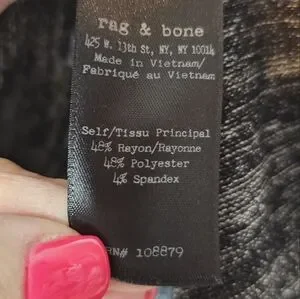 rag & bone
425 W. 13th St, NY, NY 10014
Made in Vietnam/
Fabriqué au Vietnam
Self/Tissu Principal
48% Rayon/Rayonne
48% Polyester
4% Spandex
RN# 108879